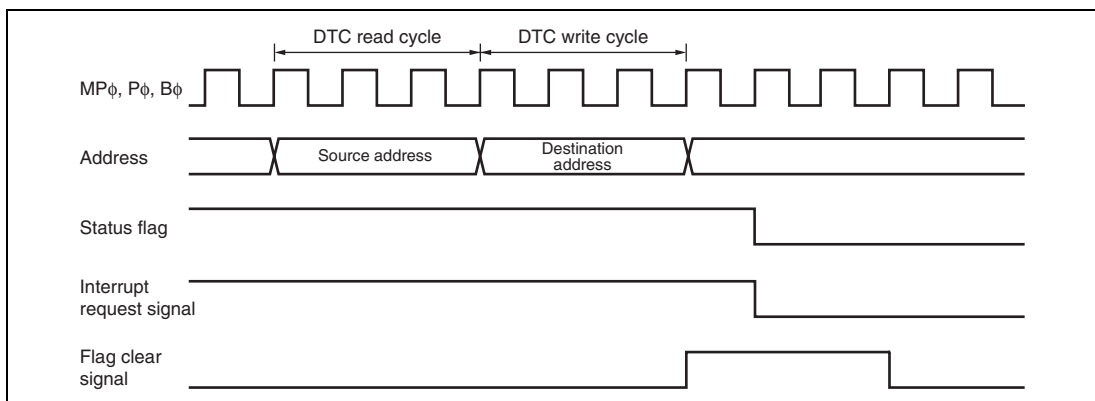 DTC read cycle DTC write cycle
MPϕ, Pϕ, Bϕ
Address
Source address
Destination
address
Status flag
Interrupt
request signal
Flag clear
signal